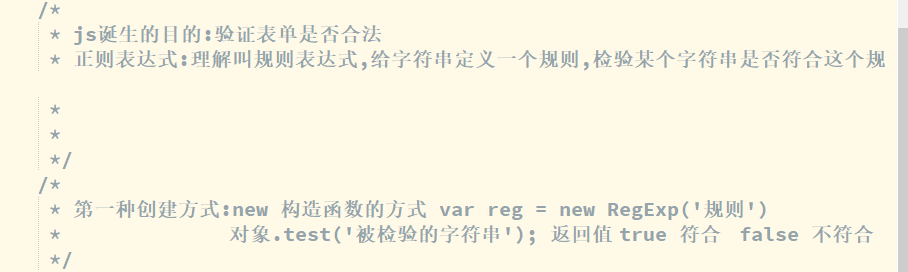 /*
* js诞生的目的:验证表单是否合法
* 正则表达式:理解叫规则表达式,给字符串定义一个规则,检验某个字符串是否符合这个规
*
*
*/
/*
* 第一种创建方式:new 构造函数的方式 var reg = new RegExp('规则')
* 对象.test('被检验的字符串'); 返回值 true 符合 false 不符合
*/